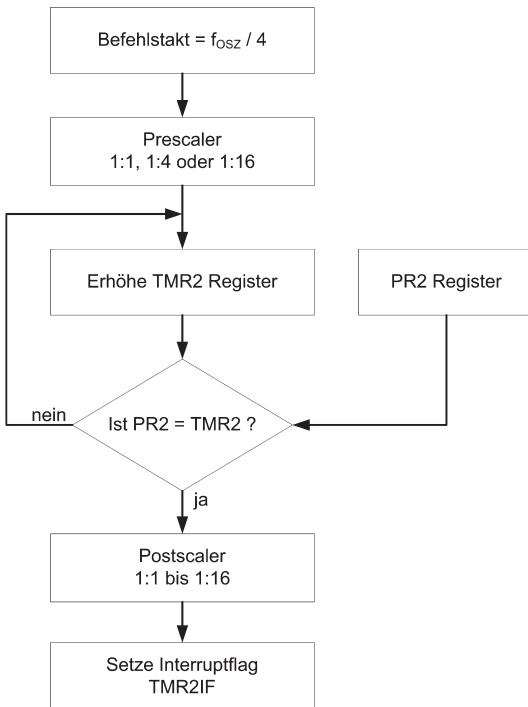 Befehlstakt = fOSZ / 4
Prescaler
1:1, 1:4 oder 1:16
Erhöhe TMR2 Register
PR2 Register
Ist PR2 = TMR2 ?
nein
ja
Postscaler
1:1 bis 1:16
Setze Interruptflag
TMR2IF